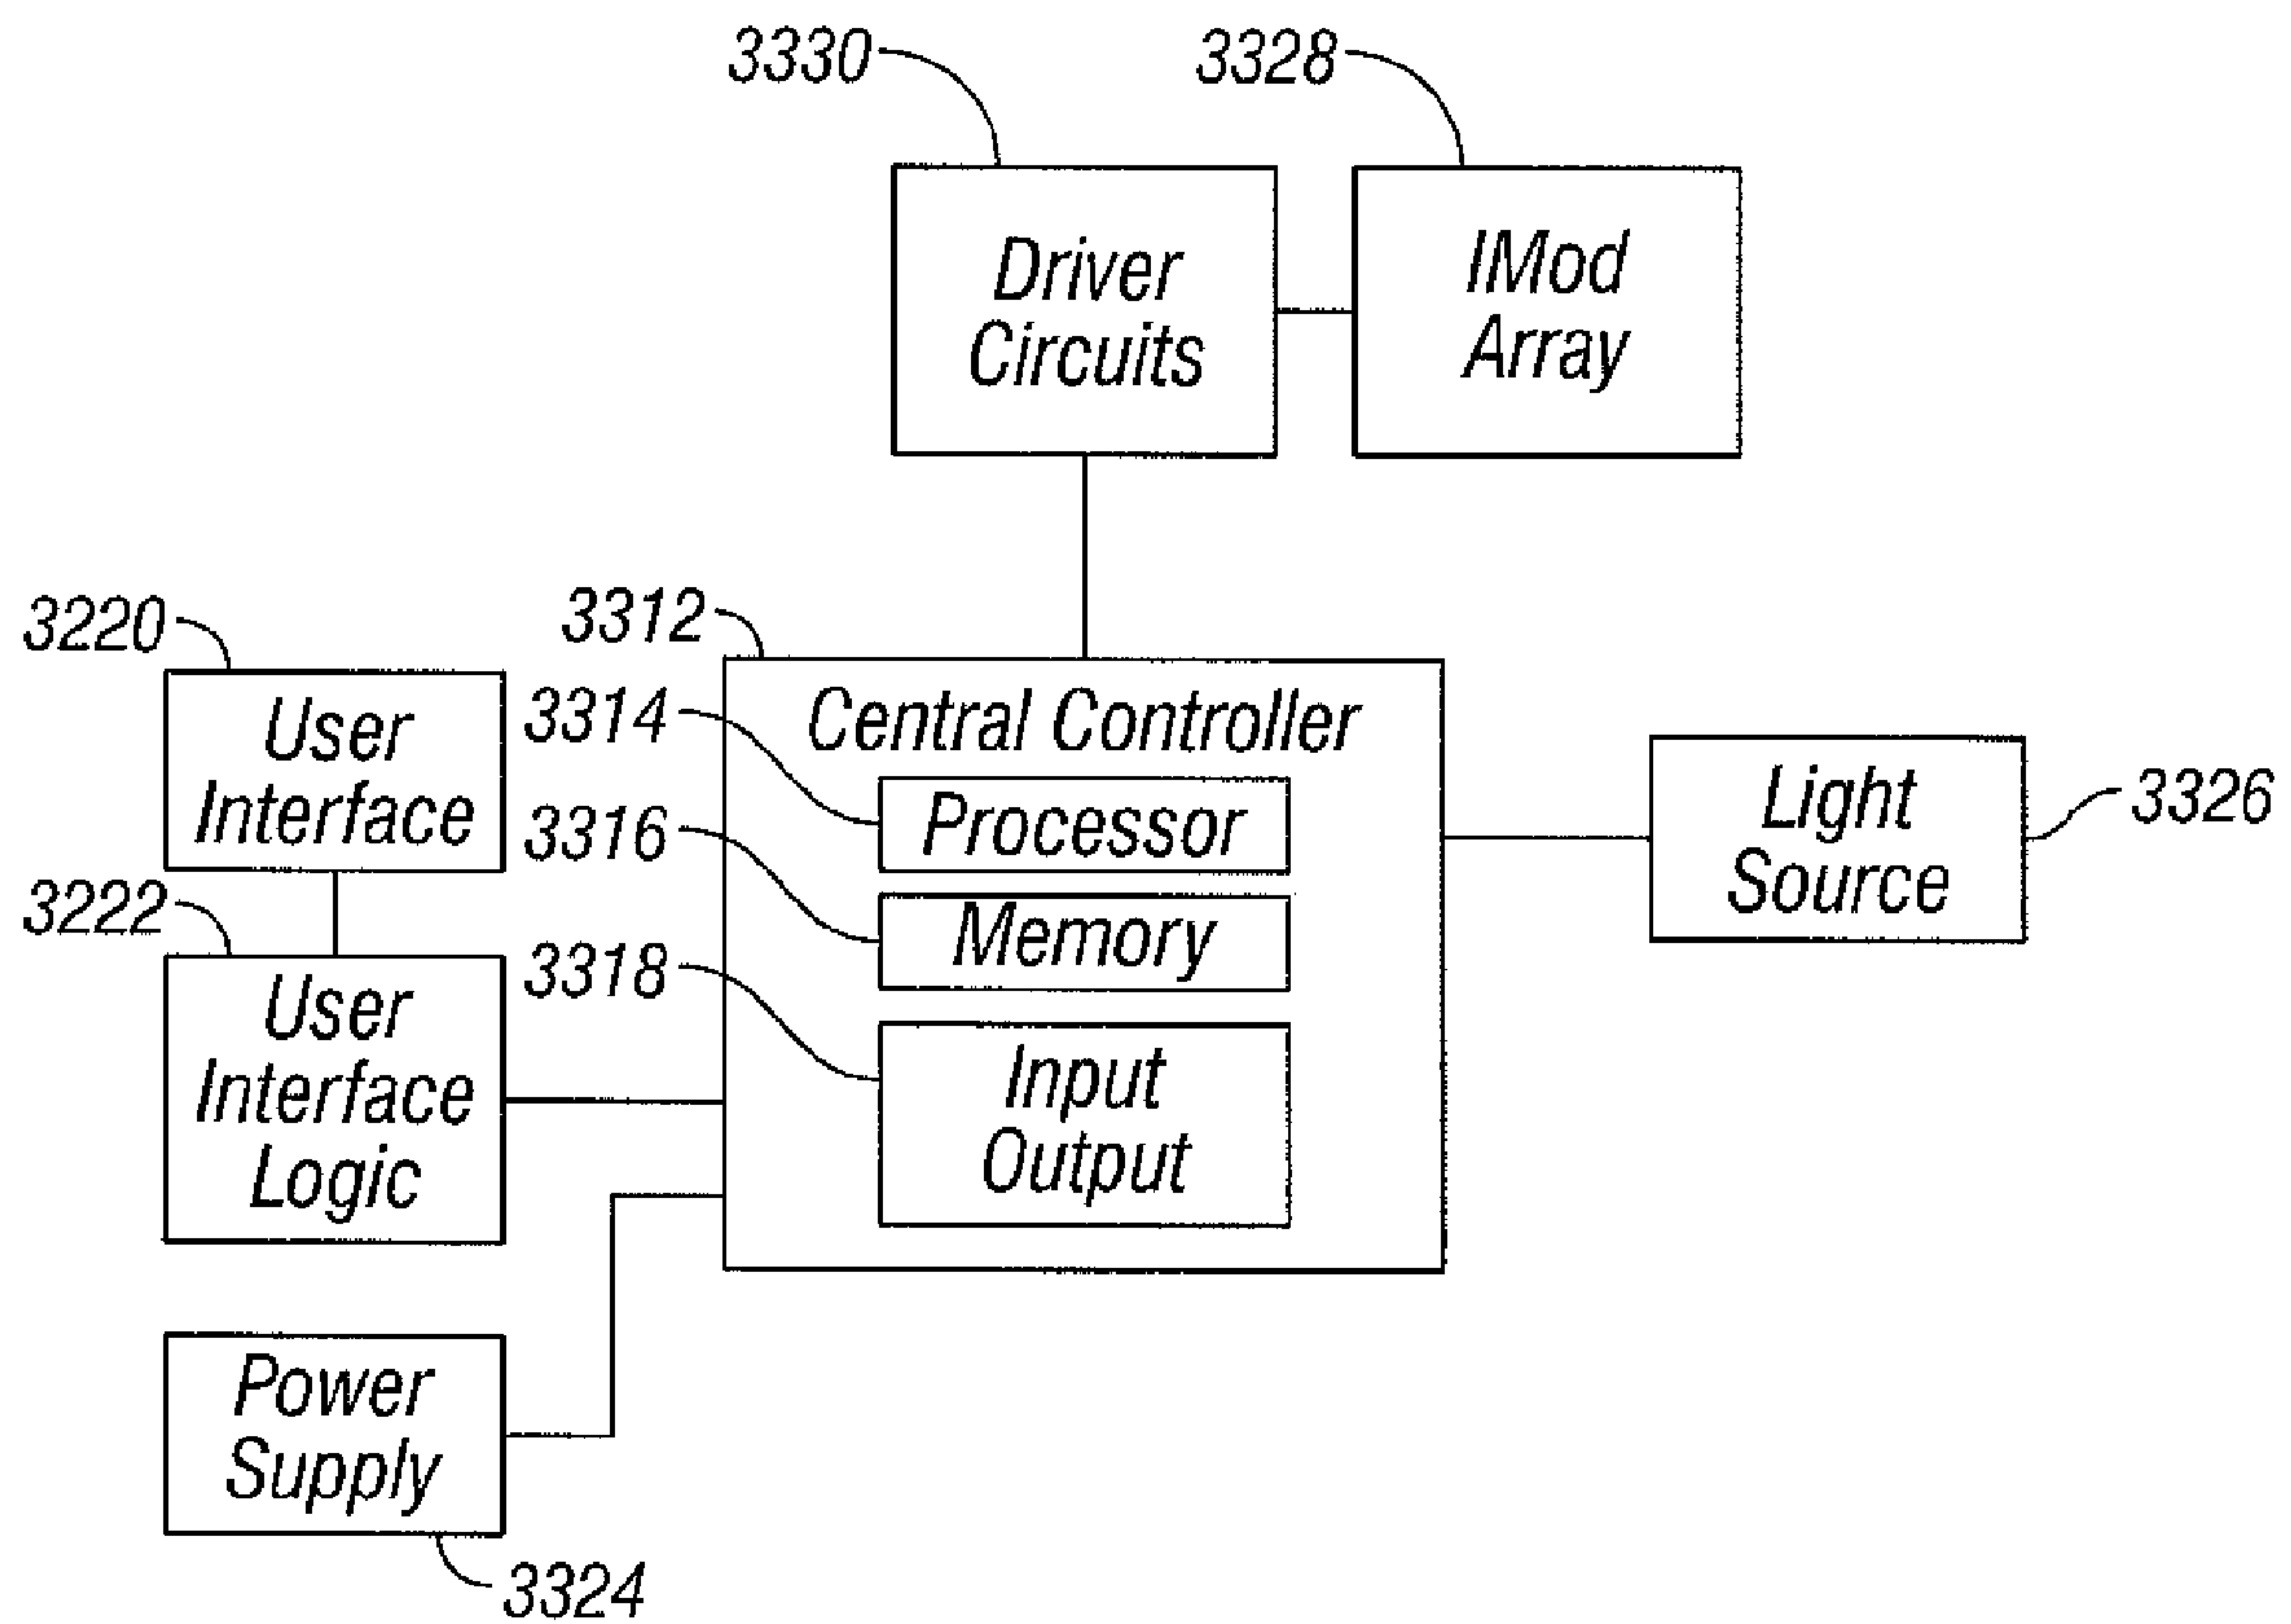 3330
3328
Driver
Circuits
IMod
Array
3220
3312
User
Interface
3314
Central Controller
Processor
3316
Memory
3318
Input
Output
Light
Source
3326
3222
User
Interface
Logic
Power
Supply
3324